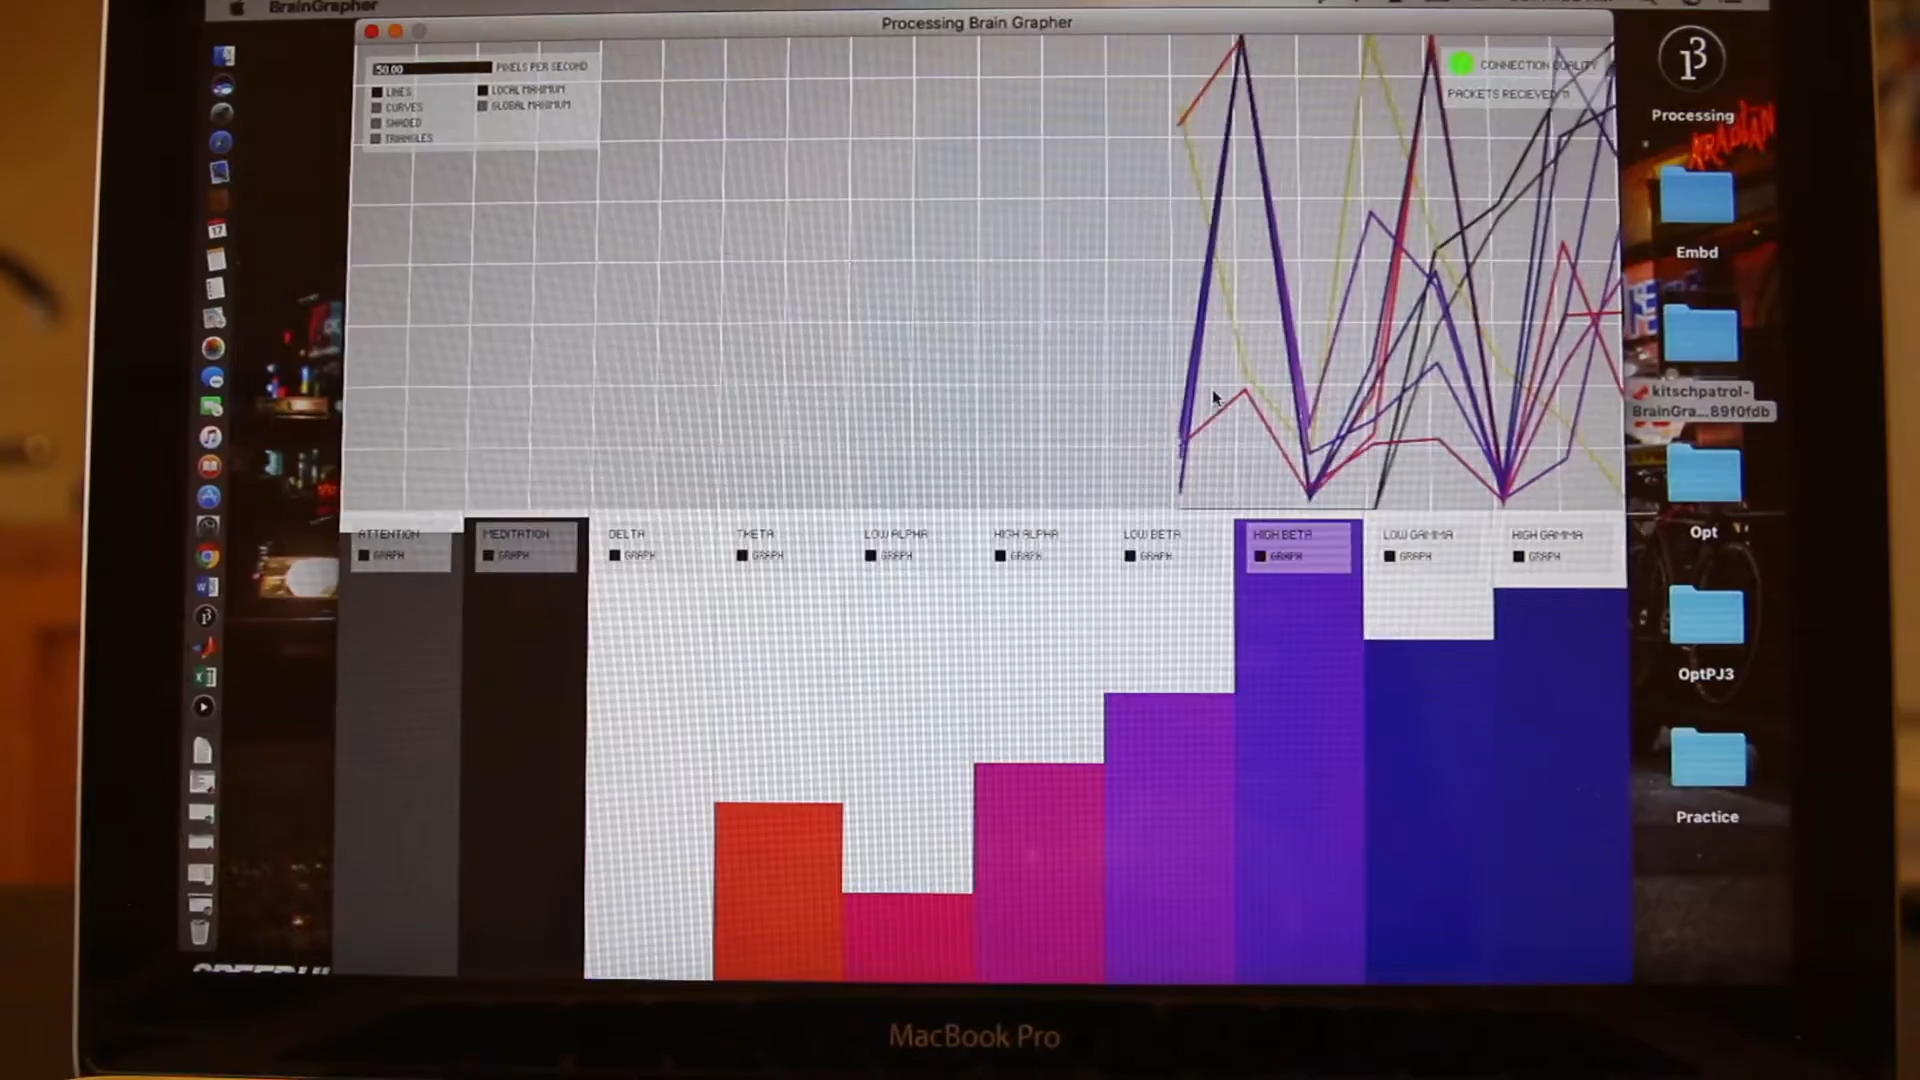 BrainGrapher
Processing Brain Grapher
50.00 PIXELS PER SECOND
LINES
CURVES
SHADED
TRIANGLES
LOCAL MAXIMUM
GLOBAL MAXIMUM
CONNECTION QUALITY
PACKETS RECIEVED 11
ATTENTION
GRAPH
MEDITATION
GRAPH
DELTA
GRAPH
THETA
GRAPH
LOW ALPHA
GRAPH
HIGH ALPHA
GRAPH
LOW BETA
GRAPH
HIGH BETA
GRAPH
LOW GAMMA
GRAPH
HIGH GAMMA
GRAPH
17
Processing
Embd
kitschpatrol-
BrainGra...89f0fdb
Opt
OptPJ3
Practice
MacBook Pro